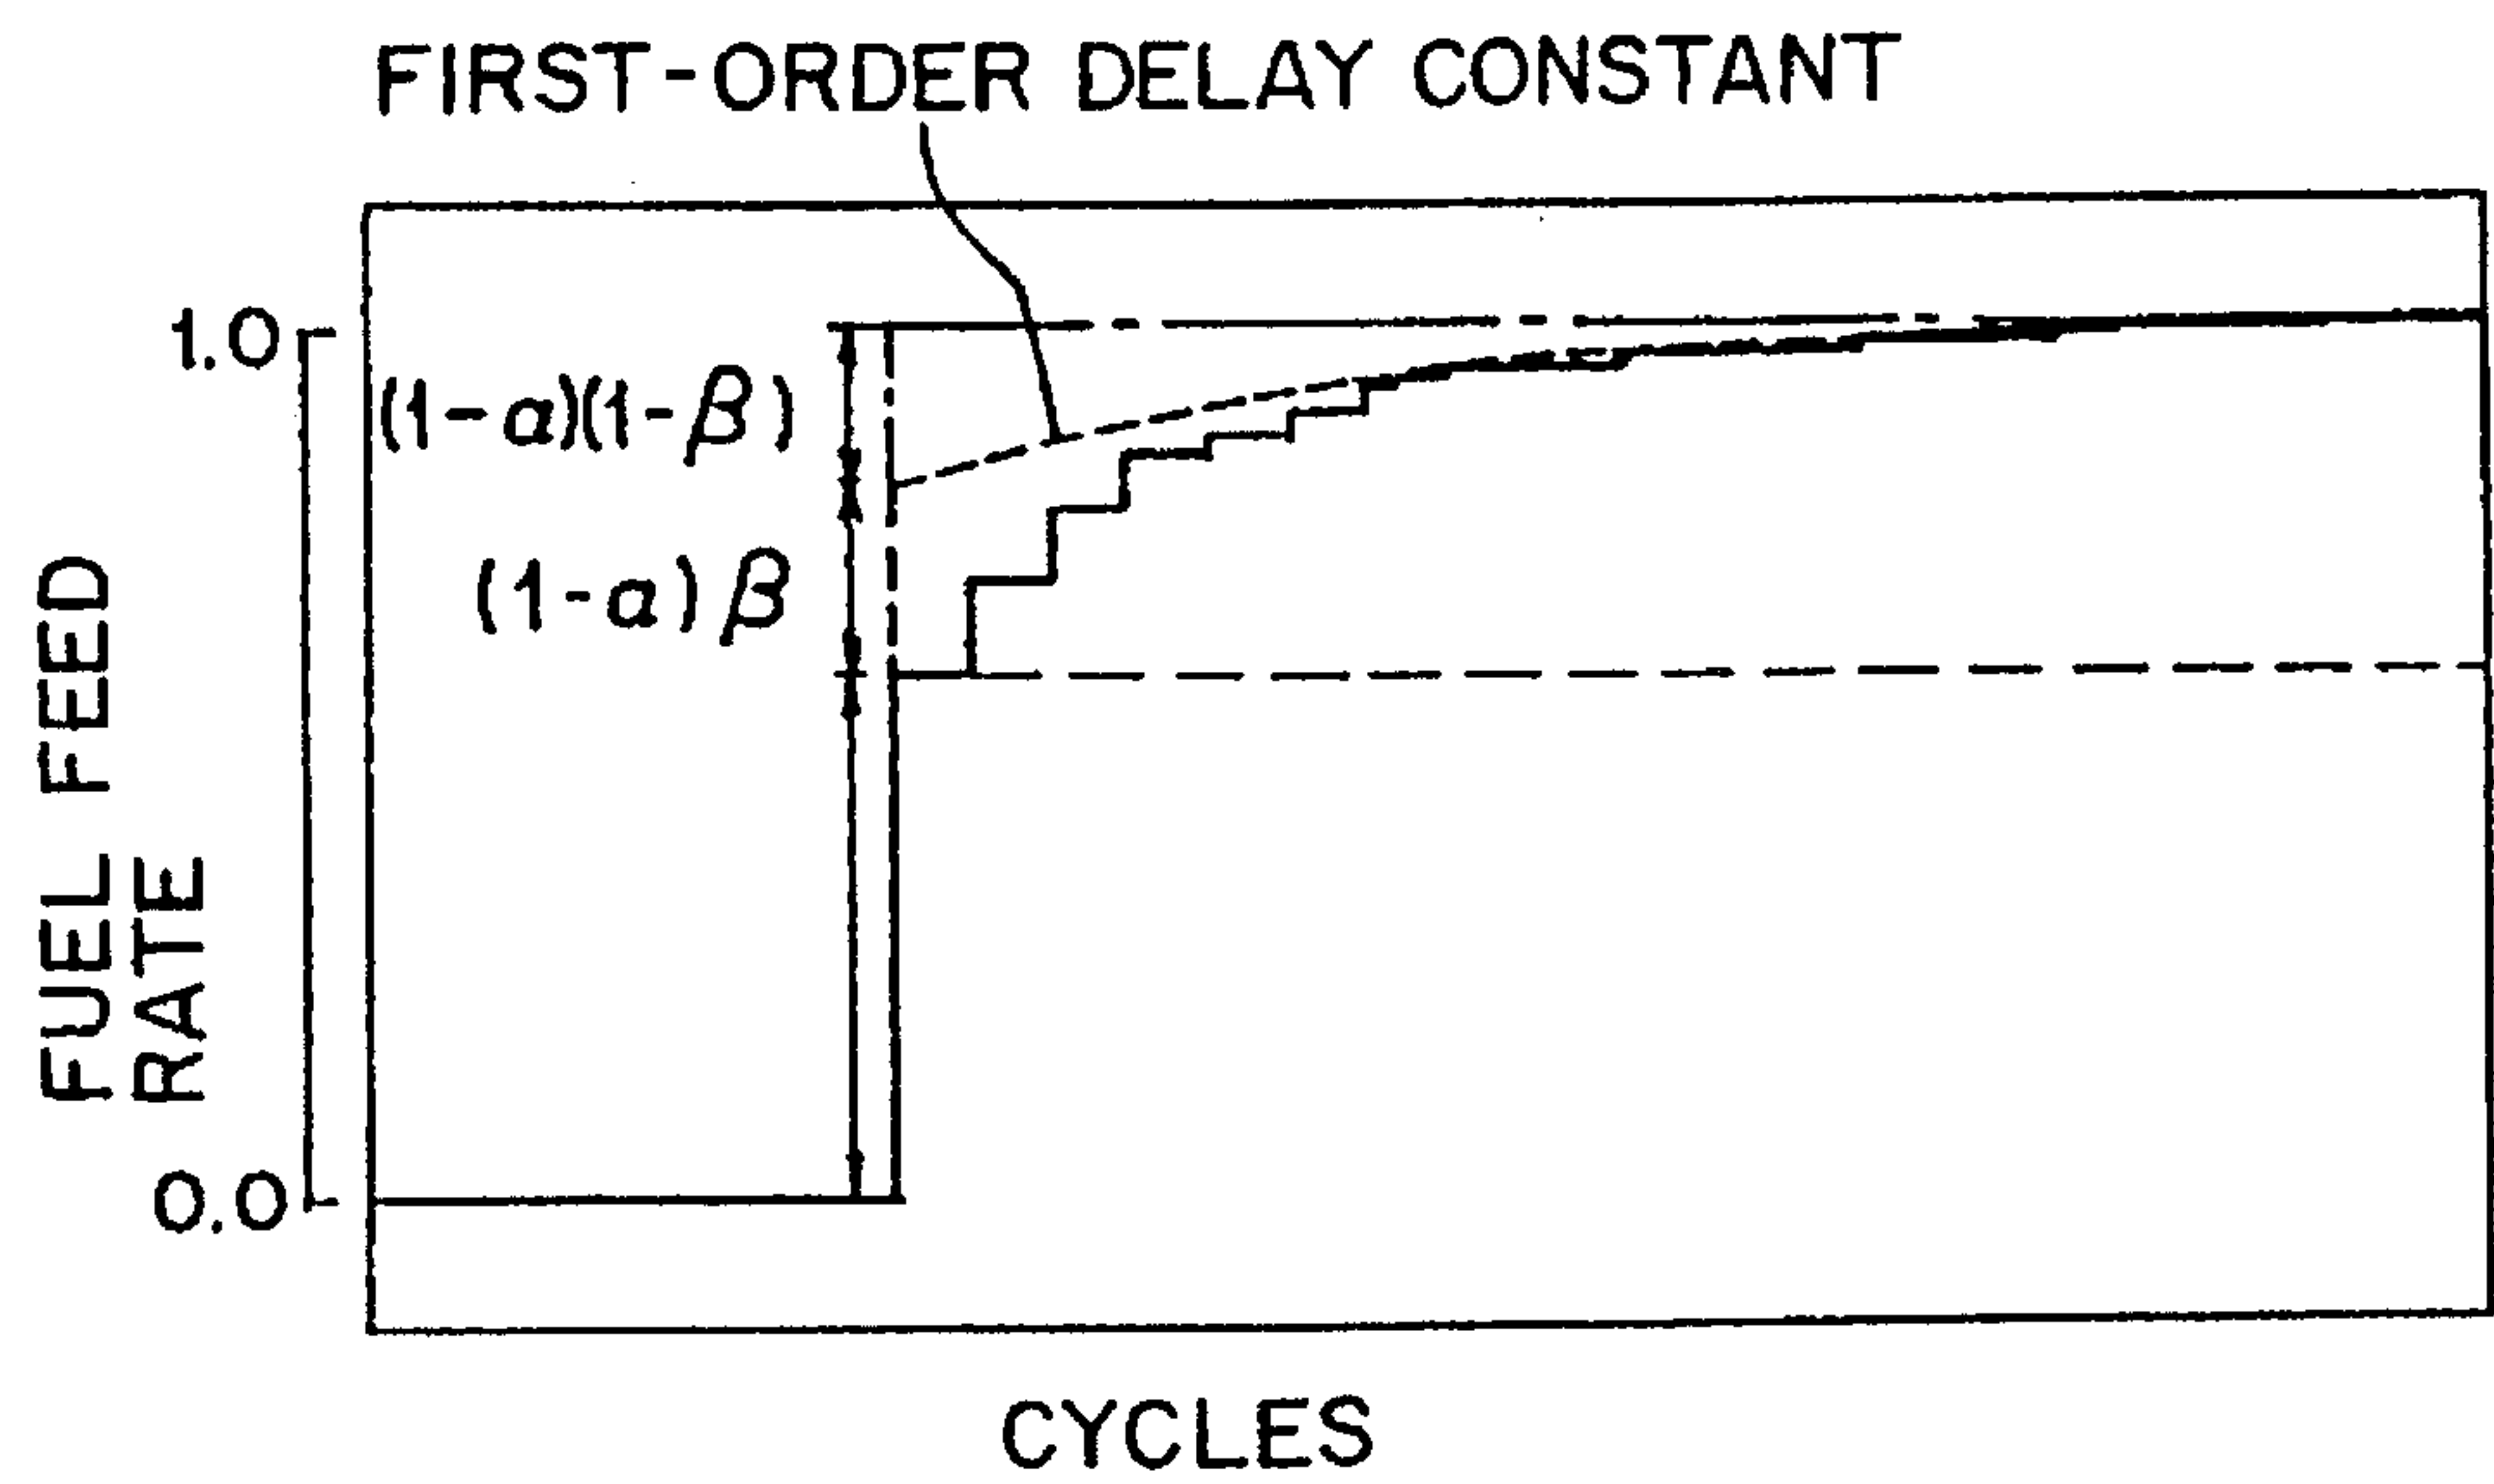 FIRST-ORDER DELAY CONSTANT
1.0
(1-α)(1-β)
(1-α)β
FUEL FEED
RATE
0.0
CYCLES